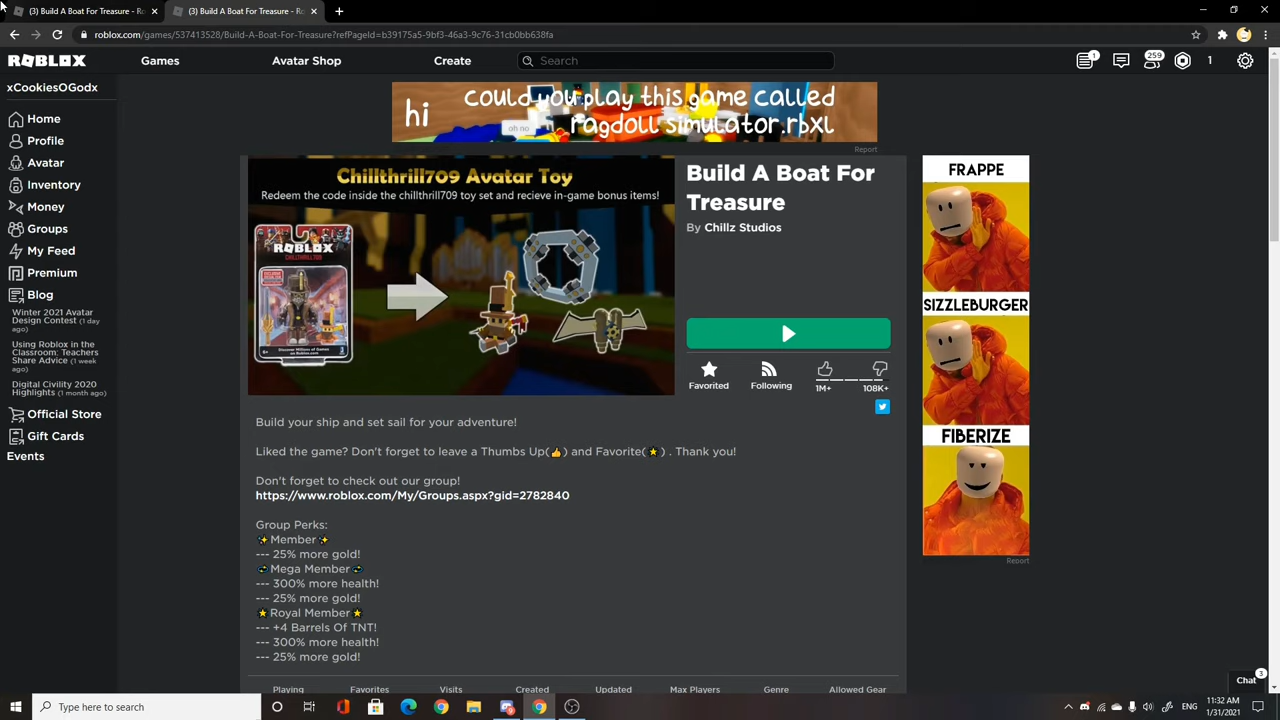 (3) Build A Boat For Treasure - Ro
(3) Build A Boat For Treasure - Ro
roblox.com/games/537413528/Build-A-Boat-For-Treasure?refPageId=b39175a5-9bf3-46a3-9c76-31cb0bb638fa
ROBLOX
Games
Avatar Shop
Create
Search
1
259
1
xCookiesOGodx
Home
Profile
Avatar
Inventory
Money
Groups
My Feed
Premium
Blog
Winter 2021 Avatar
Design Contest (1 day
ago)
Using Roblox in the
Classroom: Teachers
Share Advice (1 week
ago)
Digital Civility 2020
Highlights (1 month ago)
Official Store
Gift Cards
Events
hi
could you play this game called
ragdoll simulator.rbxl
oh no
Report
Chillthrill709 Avatar Toy
Redeem the code inside the chillthrill709 toy set and recieve in-game bonus items!
ROBLOX
CHILLTHRILL709
Build A Boat For
Treasure
By Chillz Studios
Favorited
Following
1M+
108K+
Build your ship and set sail for your adventure!
Liked the game? Don't forget to leave a Thumbs Up(👍) and Favorite(⭐) . Thank you!
Don't forget to check out our group!
https://www.roblox.com/My/Groups.aspx?gid=2782840
Group Perks:
✨Member✨
--- 25% more gold!
Mega Member
--- 300% more health!
--- 25% more gold!
⭐Royal Member⭐
--- +4 Barrels Of TNT!
--- 300% more health!
--- 25% more gold!
Playing
Favorites
Visits
Created
Updated
Max Players
Genre
Allowed Gear
FRAPPE
SIZZLEBURGER
FIBERIZE
Report
Chat
3
Type here to search
ENG
11:32 AM
1/31/2021